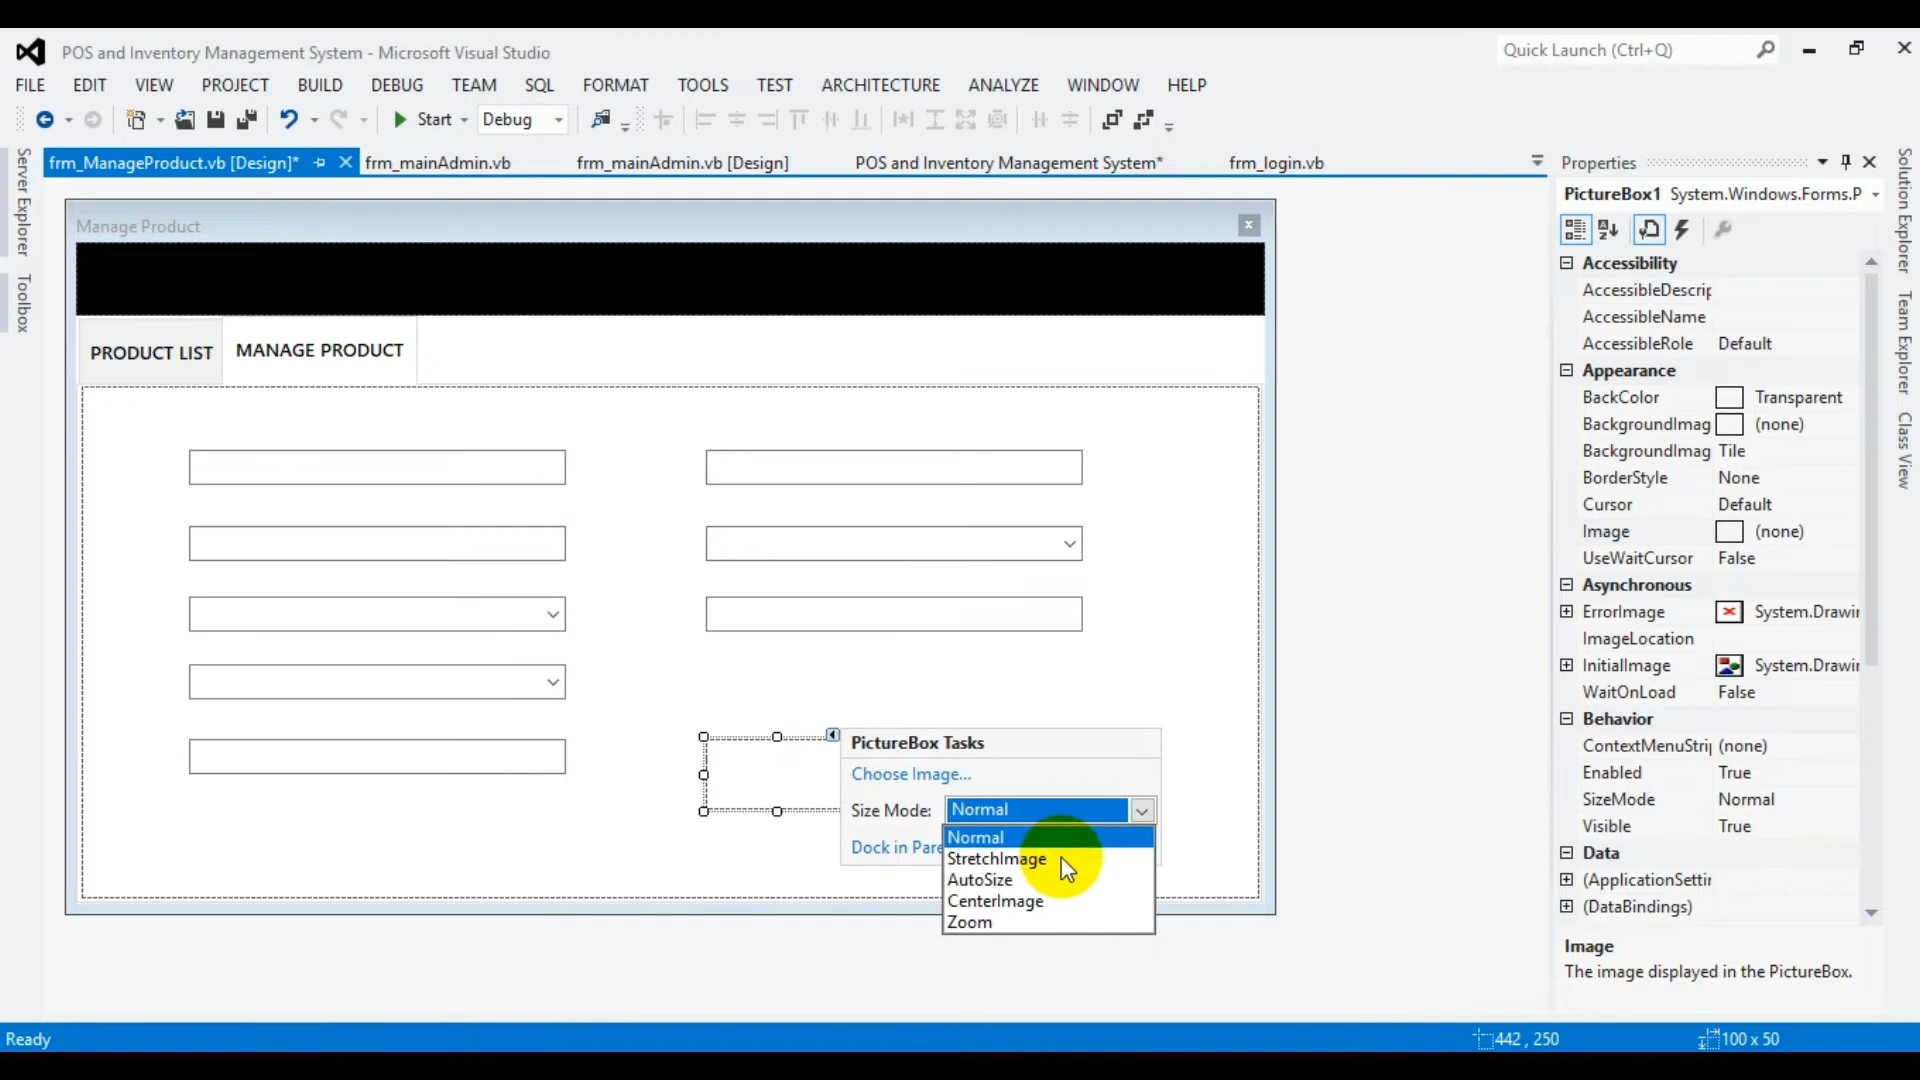 POS and Inventory Management System - Microsoft Visual Studio
Quick Launch (Ctrl+Q)
FILE EDIT VIEW PROJECT BUILD DEBUG TEAM SQL FORMAT TOOLS TEST ARCHITECTURE ANALYZE WINDOW HELP
Start Debug
frm_ManageProduct.vb [Design]* frm_mainAdmin.vb frm_mainAdmin.vb [Design] POS and Inventory Management System* frm_login.vb
Server Explorer
Toolbox
Manage Product
PRODUCT LIST MANAGE PRODUCT
PictureBox Tasks
Choose Image...
Size Mode: Normal
Normal
StretchImage
Dock in Pare
AutoSize
CenterImage
Zoom
Properties
PictureBox1 System.Windows.Forms.P
Accessibility
AccessibleDescrip
AccessibleName
AccessibleRole Default
Appearance
BackColor Transparent
BackgroundImag (none)
BackgroundImag Tile
BorderStyle None
Cursor Default
Image (none)
UseWaitCursor False
Asynchronous
ErrorImage System.Drawin
ImageLocation
InitialImage System.Drawin
WaitOnLoad False
Behavior
ContextMenuStrip (none)
Enabled True
SizeMode Normal
Visible True
Data
(ApplicationSettin
(DataBindings)
Image
The image displayed in the PictureBox.
Solution Explorer
Team Explorer
Class View
Ready
442 , 250
100 x 50